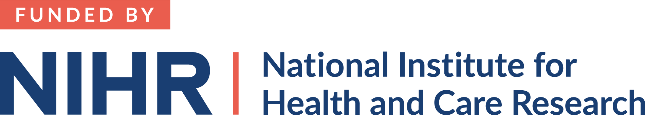 FUNDED BY
NIHR
National Institute for
Health and Care Research